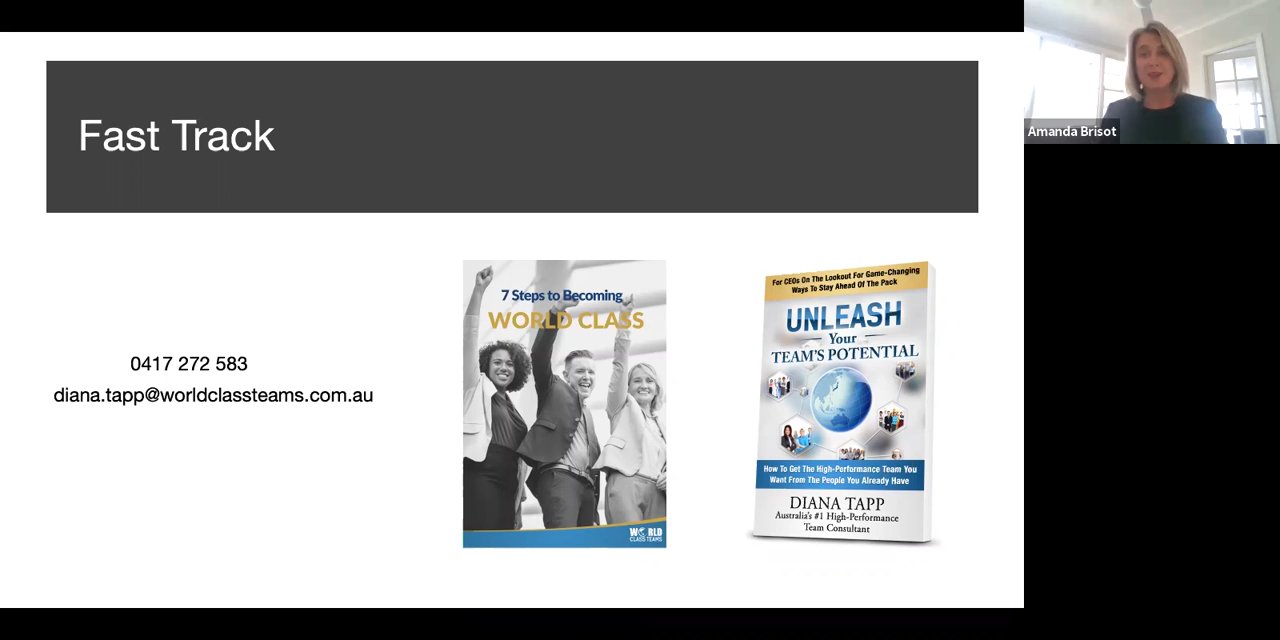 Fast Track
Amanda Brisot
0417 272 583
diana.tapp@worldclassteams.com.au
7 Steps to Becoming
WORLD CLASS
WORLD
CLASS TEAMS
For CEOs On The Lookout For Game-Changing
Ways To Stay Ahead Of The Pack
UNLEASH
Your
TEAM'S POTENTIAL
How To Get The High-Performance Team You
Want From The People You Already Have
DIANA TAPP
Australia's #1 High-Performance
Team Consultant